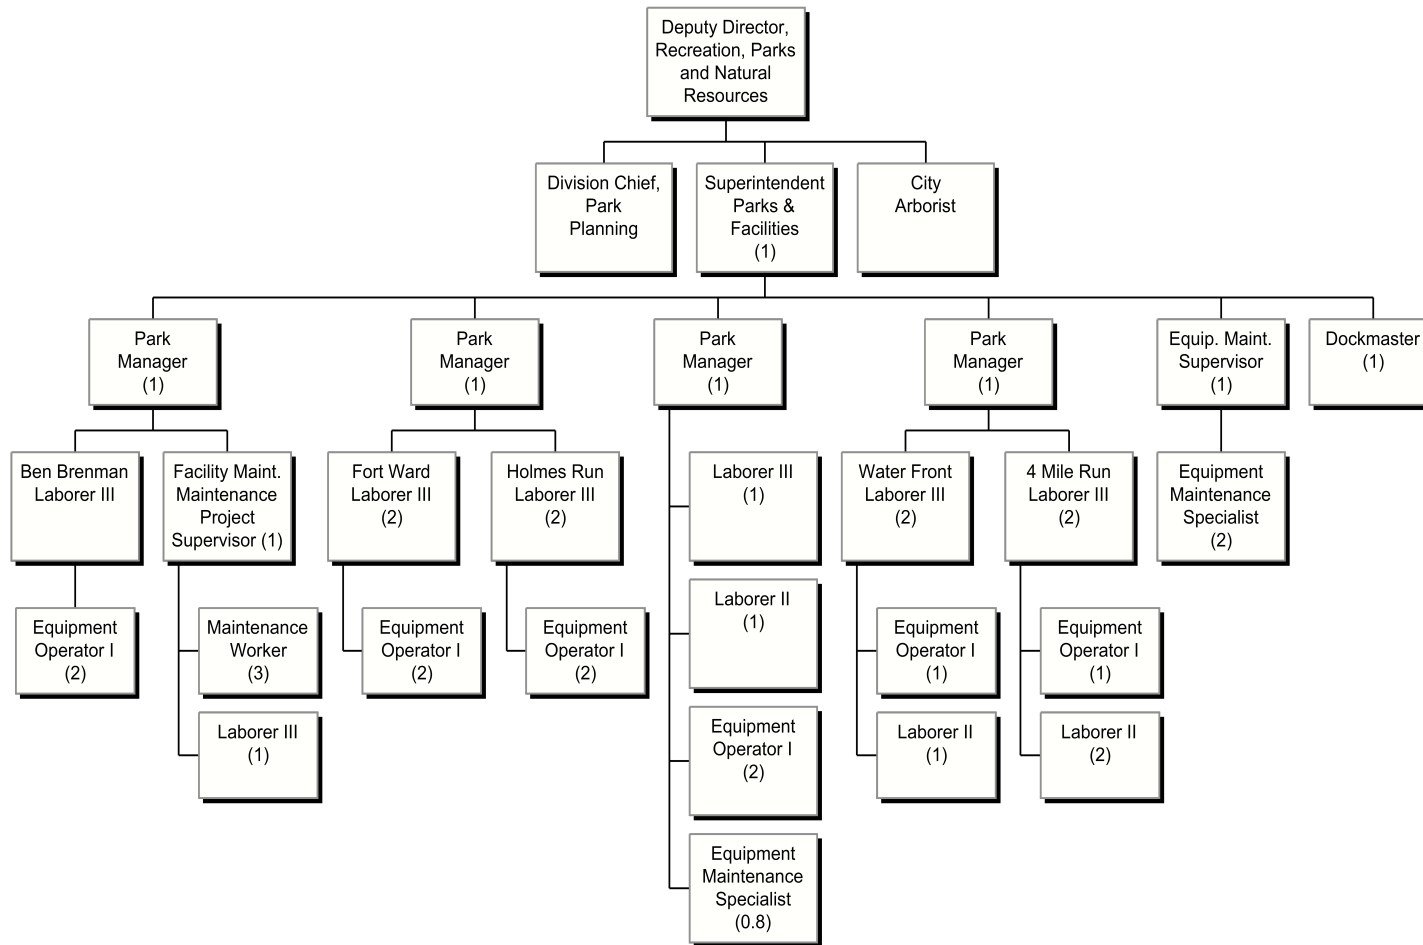 Deputy Director,
Recreation, Parks
and Natural
Resources
Division Chief,
Park
Planning
Superintendent
Parks &
Facilities
(1)
City
Arborist
Park
Manager
(1)
Park
Manager
(1)
Park
Manager
(1)
Park
Manager
(1)
Equip. Maint.
Supervisor
(1)
Dockmaster
(1)
Ben Brenman
Laborer III
Facility Maint.
Maintenance
Project
Supervisor (1)
Fort Ward
Laborer III
(2)
Holmes Run
Laborer III
(2)
Laborer III
(1)
Water Front
Laborer III
(2)
4 Mile Run
Laborer III
(2)
Equipment
Maintenance
Specialist
(2)
Equipment
Operator I
(2)
Maintenance
Worker
(3)
Laborer III
(1)
Equipment
Operator I
(2)
Equipment
Operator I
(2)
Laborer II
(1)
Equipment
Operator I
(2)
Equipment
Maintenance
Specialist
(0.8)
Equipment
Operator I
(1)
Laborer II
(1)
Equipment
Operator I
(1)
Laborer II
(2)